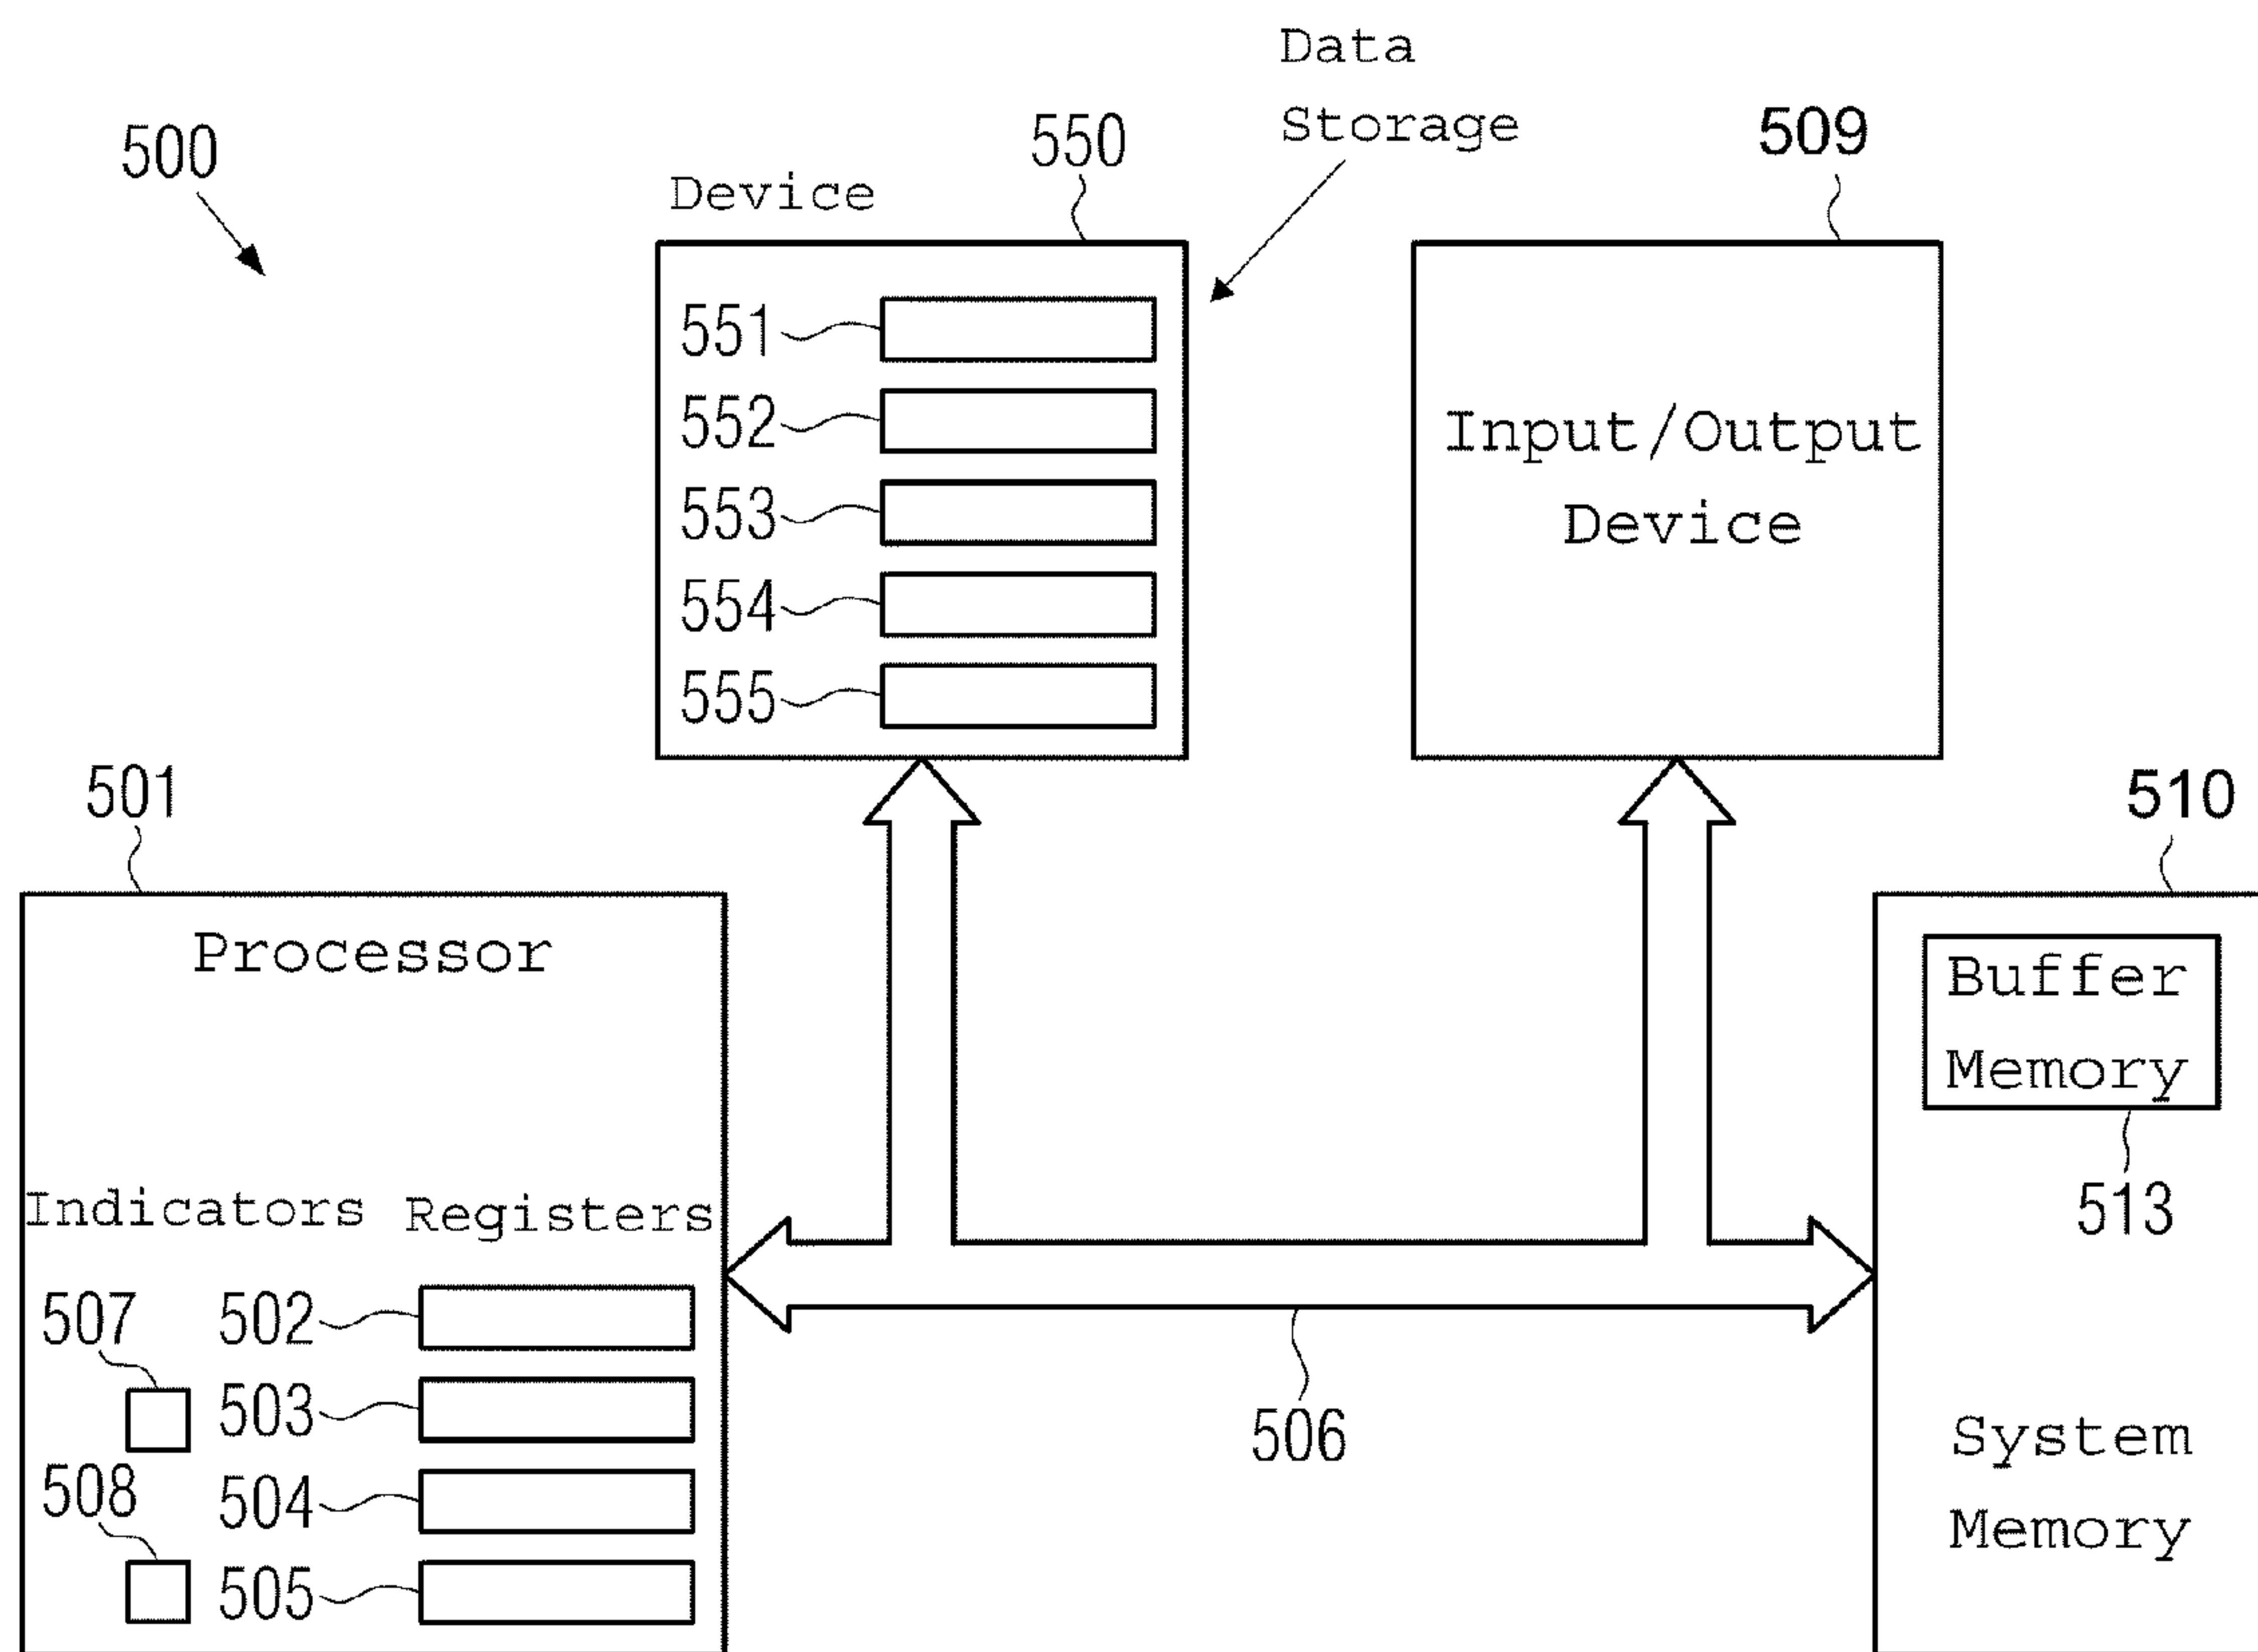 500
Device
550
Data
Storage
509
551
552
553
554
555
Input/Output
Device
501
Processor
Indicators
Registers
507
502
503
508
504
505
506
510
Buffer
Memory
513
System
Memory